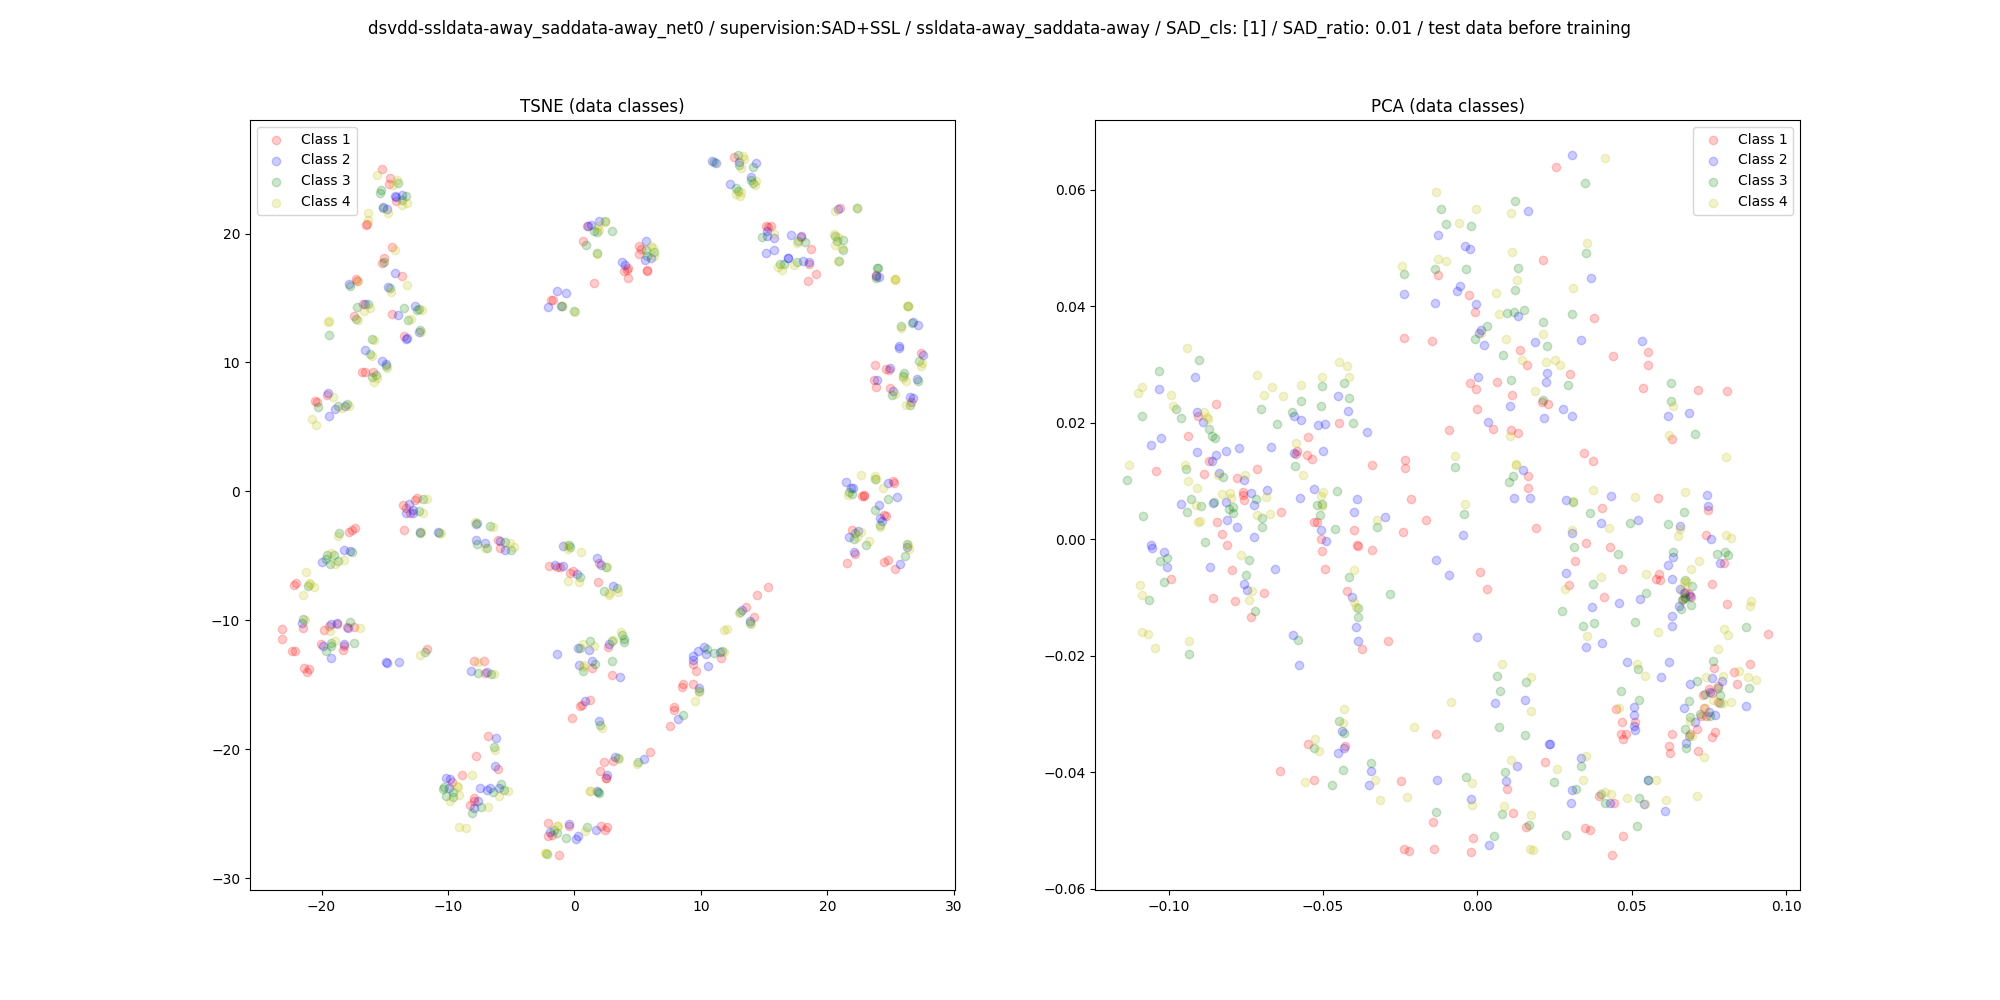 dsvdd-ssldata-away_saddata-away_net0 / supervision:SAD+SSL / ssldata-away_saddata-away / SAD_cls: [1] / SAD_ratio: 0.01 / test data before training
TSNE (data classes)
Class 1
Class 2
Class 3
Class 4
20
10
0
−10
−20
−30
−20
−10
0
10
20
30
PCA (data classes)
Class 1
Class 2
Class 3
Class 4
0.06
0.04
0.02
0.00
−0.02
−0.04
−0.06
−0.10
−0.05
0.00
0.05
0.10